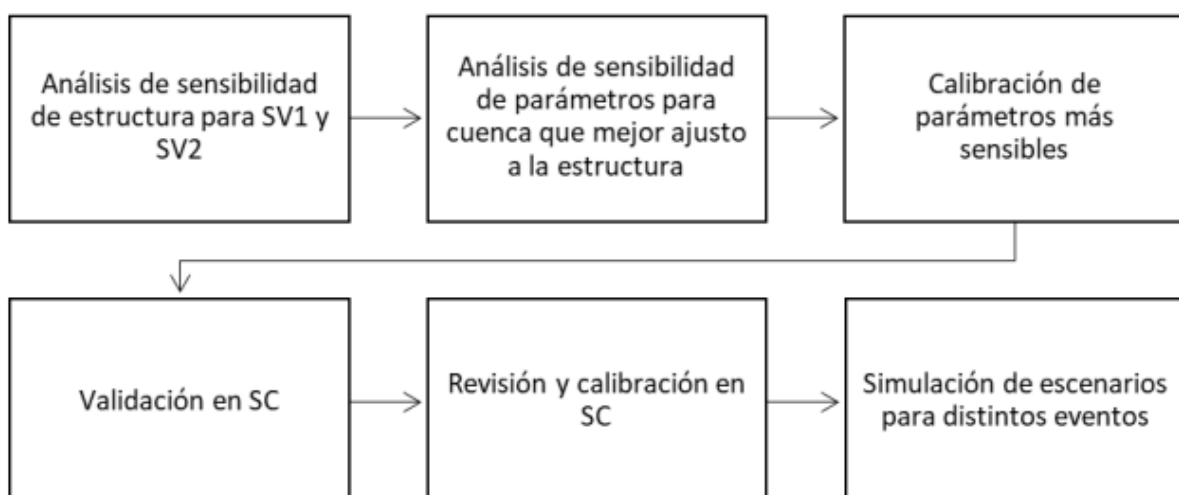 Análisis de sensibilidad
de estructura para SV1 y
SV2
Análisis de sensibilidad
de parámetros para
cuenca que mejor ajusto
a la estructura
Calibración de
parámetros más
sensibles
Validación en SC
Revisión y calibración en
SC
Simulación de escenarios
para distintos eventos